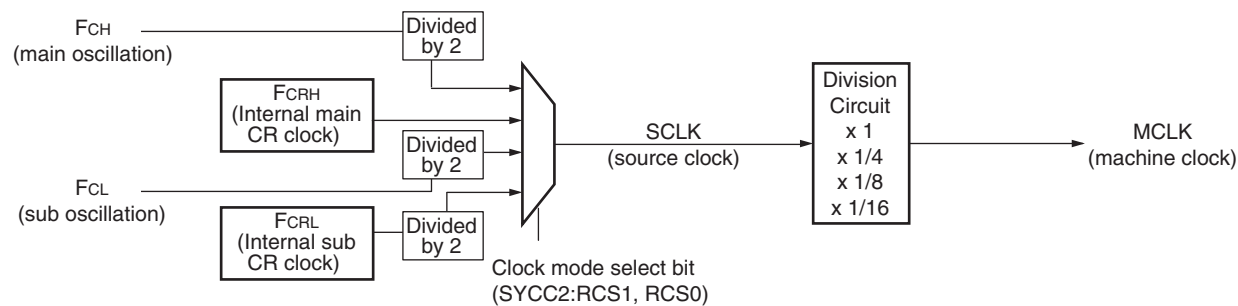 FCH
(main oscillation)
Divided
by 2
FCRH
(Internal main
CR clock)
Divided
by 2
FCL
(sub oscillation)
FCRL
(Internal sub
CR clock)
Divided
by 2
Clock mode select bit
(SYCC2:RCS1, RCS0)
SCLK
(source clock)
Division
Circuit
x 1
x 1/4
x 1/8
x 1/16
MCLK
(machine clock)